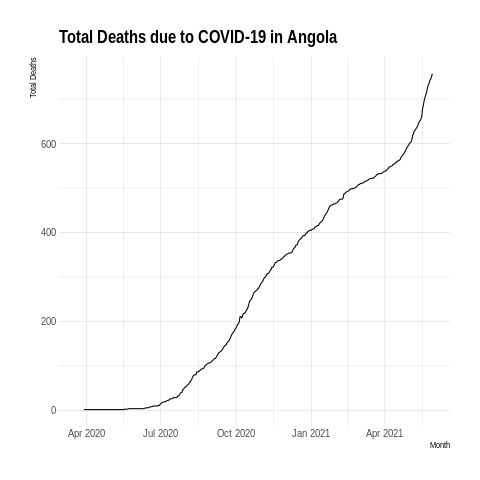 Total Deaths due to COVID-19 in Angola
Total Deaths
600
400
200
0
Apr 2020 Jul 2020 Oct 2020 Jan 2021 Apr 2021
Month